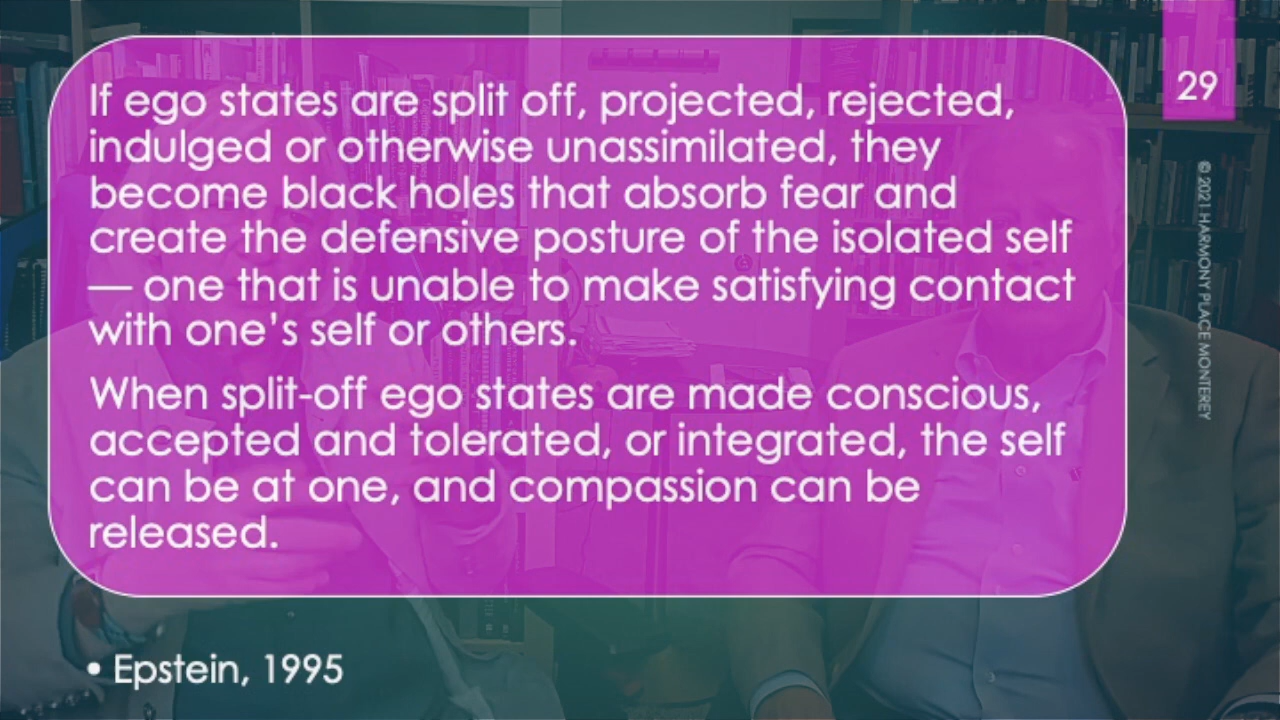 If ego states are split off, projected, rejected,
indulged or otherwise unassimilated, they
become black holes that absorb fear and
create the defensive posture of the isolated self
— one that is unable to make satisfying contact
with one’s self or others.
When split-off ego states are made conscious,
accepted and tolerated, or integrated, the self
can be at one, and compassion can be
released.
• Epstein, 1995
29
© 2021 HARMONY PLACE MONTEREY